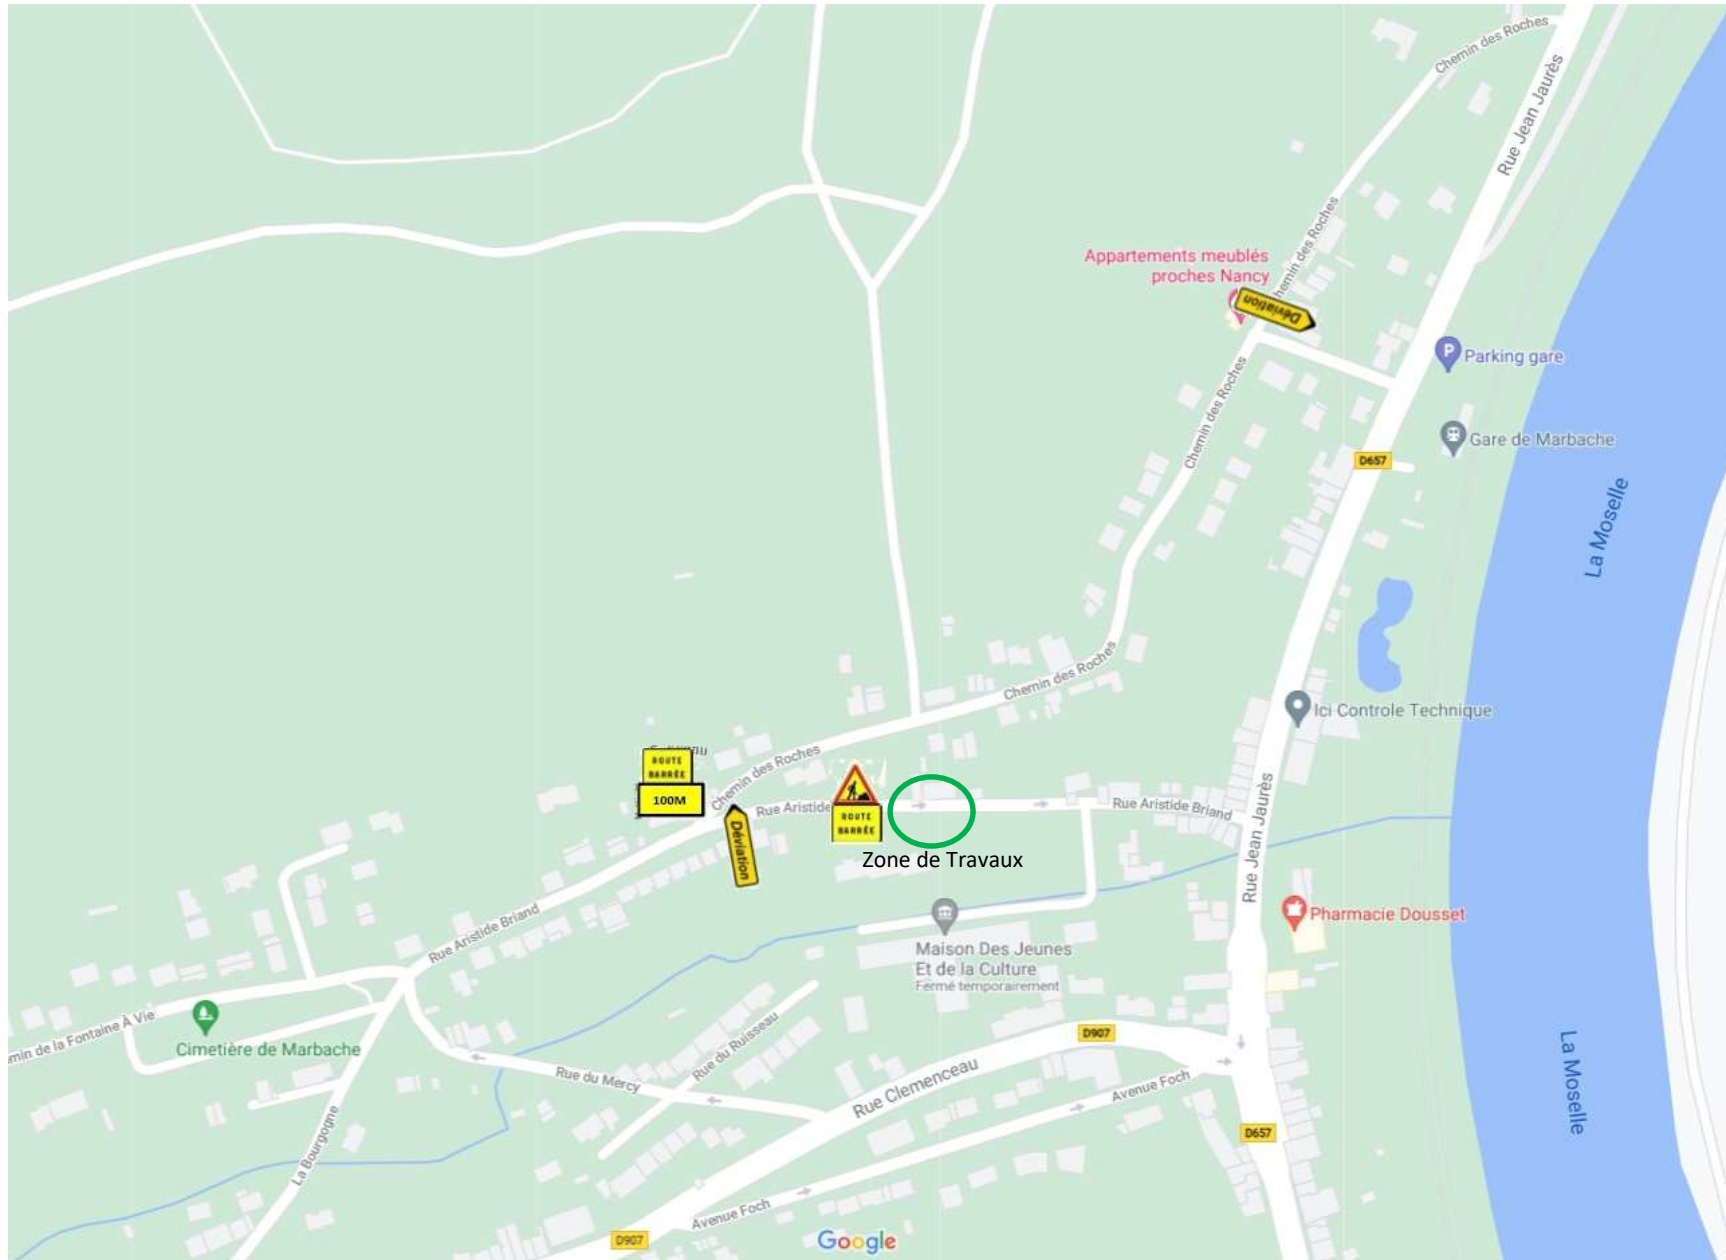 Chemin des Roches
Rue Jean Jaurès
Chemin des Roches
Appartements meublés
proches Nancy
Déviation
Parking gare
Chemin des Roches
Gare de Marbache
D657
La Moselle
Chemin des Roches
Ici Controle Technique
ROUTE
BARRÉE
100M
Chemin des Roches
Rue Aristide
ROUTE
BARRÉE
Rue Aristide Briand
Déviation
Zone de Travaux
Rue Jean Jaurès
Rue Aristide Briand
Pharmacie Dousset
Maison Des Jeunes
Et de la Culture
Fermé temporairement
min de la Fontaine À Vie
Cimetière de Marbache
Rue du Ruisseau
Rue du Mercy
D907
Rue Clemenceau
Avenue Foch
La Moselle
La Bourgogne
D657
Avenue Foch
D907
Google